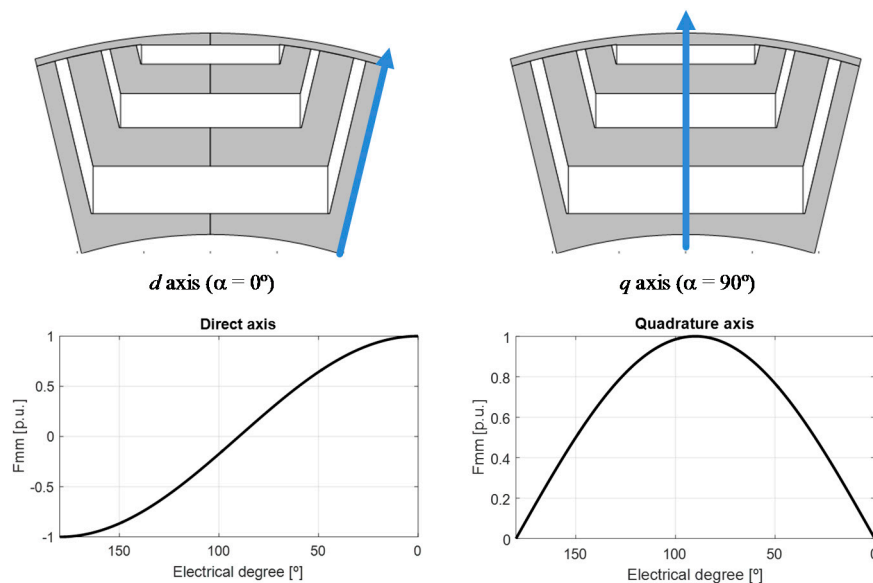 d axis (α = 0º)
q axis (α = 90º)
Direct axis
1
0.5
0
-0.5
-1
150
100
50
0
Fmm [p.u.]
Electrical degree [º]
Quadrature axis
1
0.8
0.6
0.4
0.2
0
150
100
50
0
Fmm [p.u.]
Electrical degree [º]